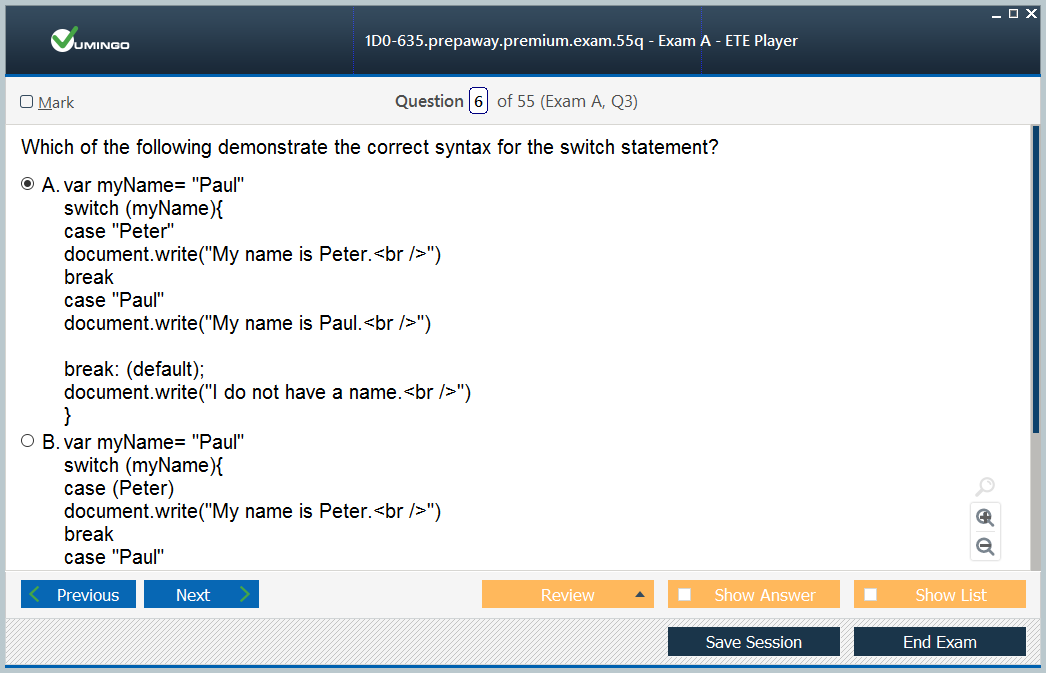 VUMINGO
1D0-635.prepaway.premium.exam.55q - Exam A - ETE Player
Mark
Question 6 of 55 (Exam A, Q3)
Which of the following demonstrate the correct syntax for the switch statement?
A. var myName= "Paul"
switch (myName){
case "Peter"
document.write("My name is Peter.<br />")
break
case "Paul"
document.write("My name is Paul.<br />")
break: (default);
document.write("I do not have a name.<br />")
}
B. var myName= "Paul"
switch (myName){
case (Peter)
document.write("My name is Peter.<br />")
break
case "Paul"
Previous Next Review Show Answer Show List
Save Session End Exam